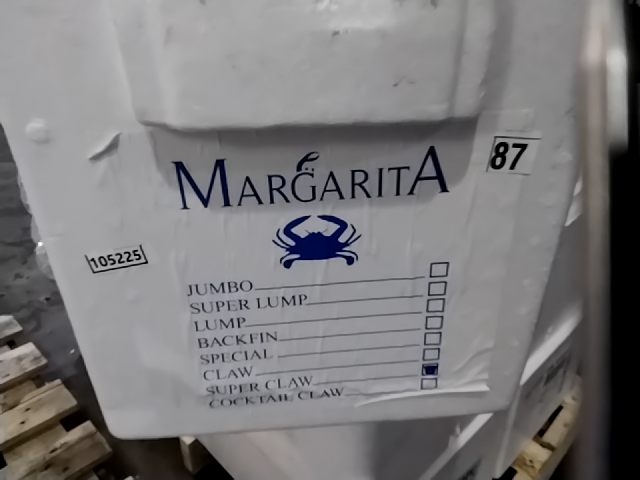 MARGARITA
87
105225
JUMBO
SUPER LUMP
LUMP
BACKFIN
SPECIAL
CLAW
SUPER CLAW
COCKTAIL CLAW